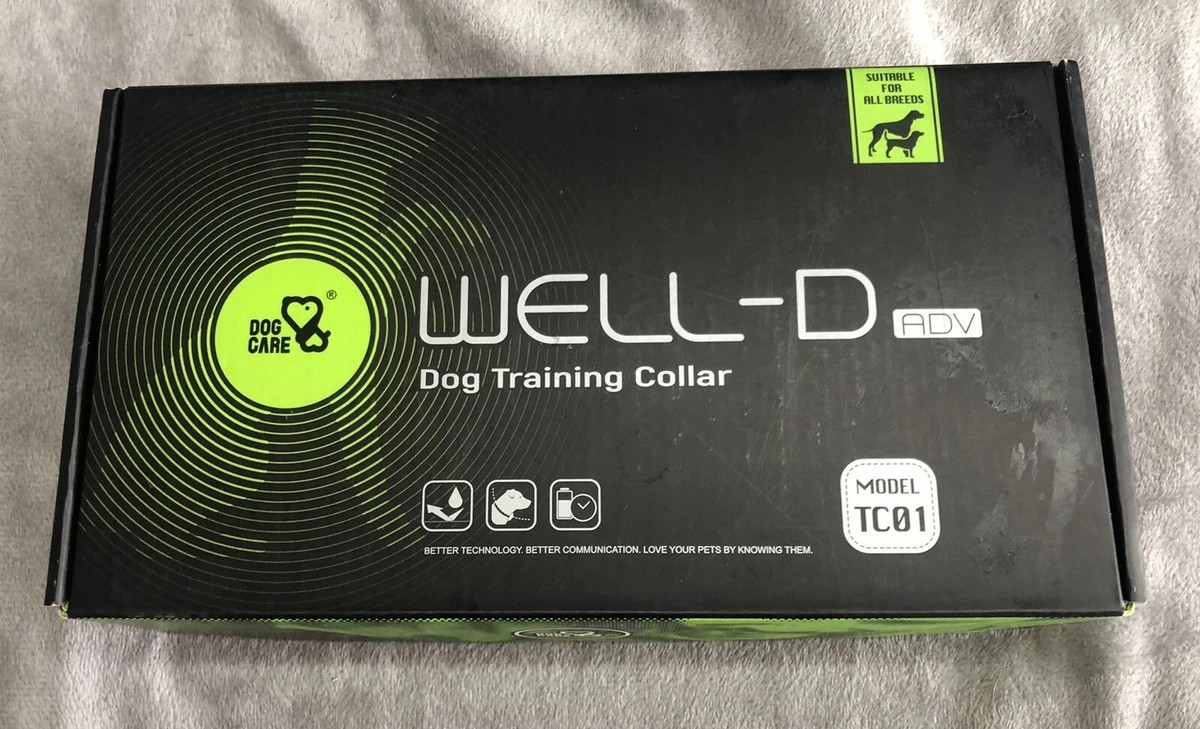 SUITABLE
FOR
ALL BREEDS
DOG
CARE
®
WELL-D ADV
Dog Training Collar
MODEL
TC01
BETTER TECHNOLOGY. BETTER COMMUNICATION. LOVE YOUR PETS BY KNOWING THEM.